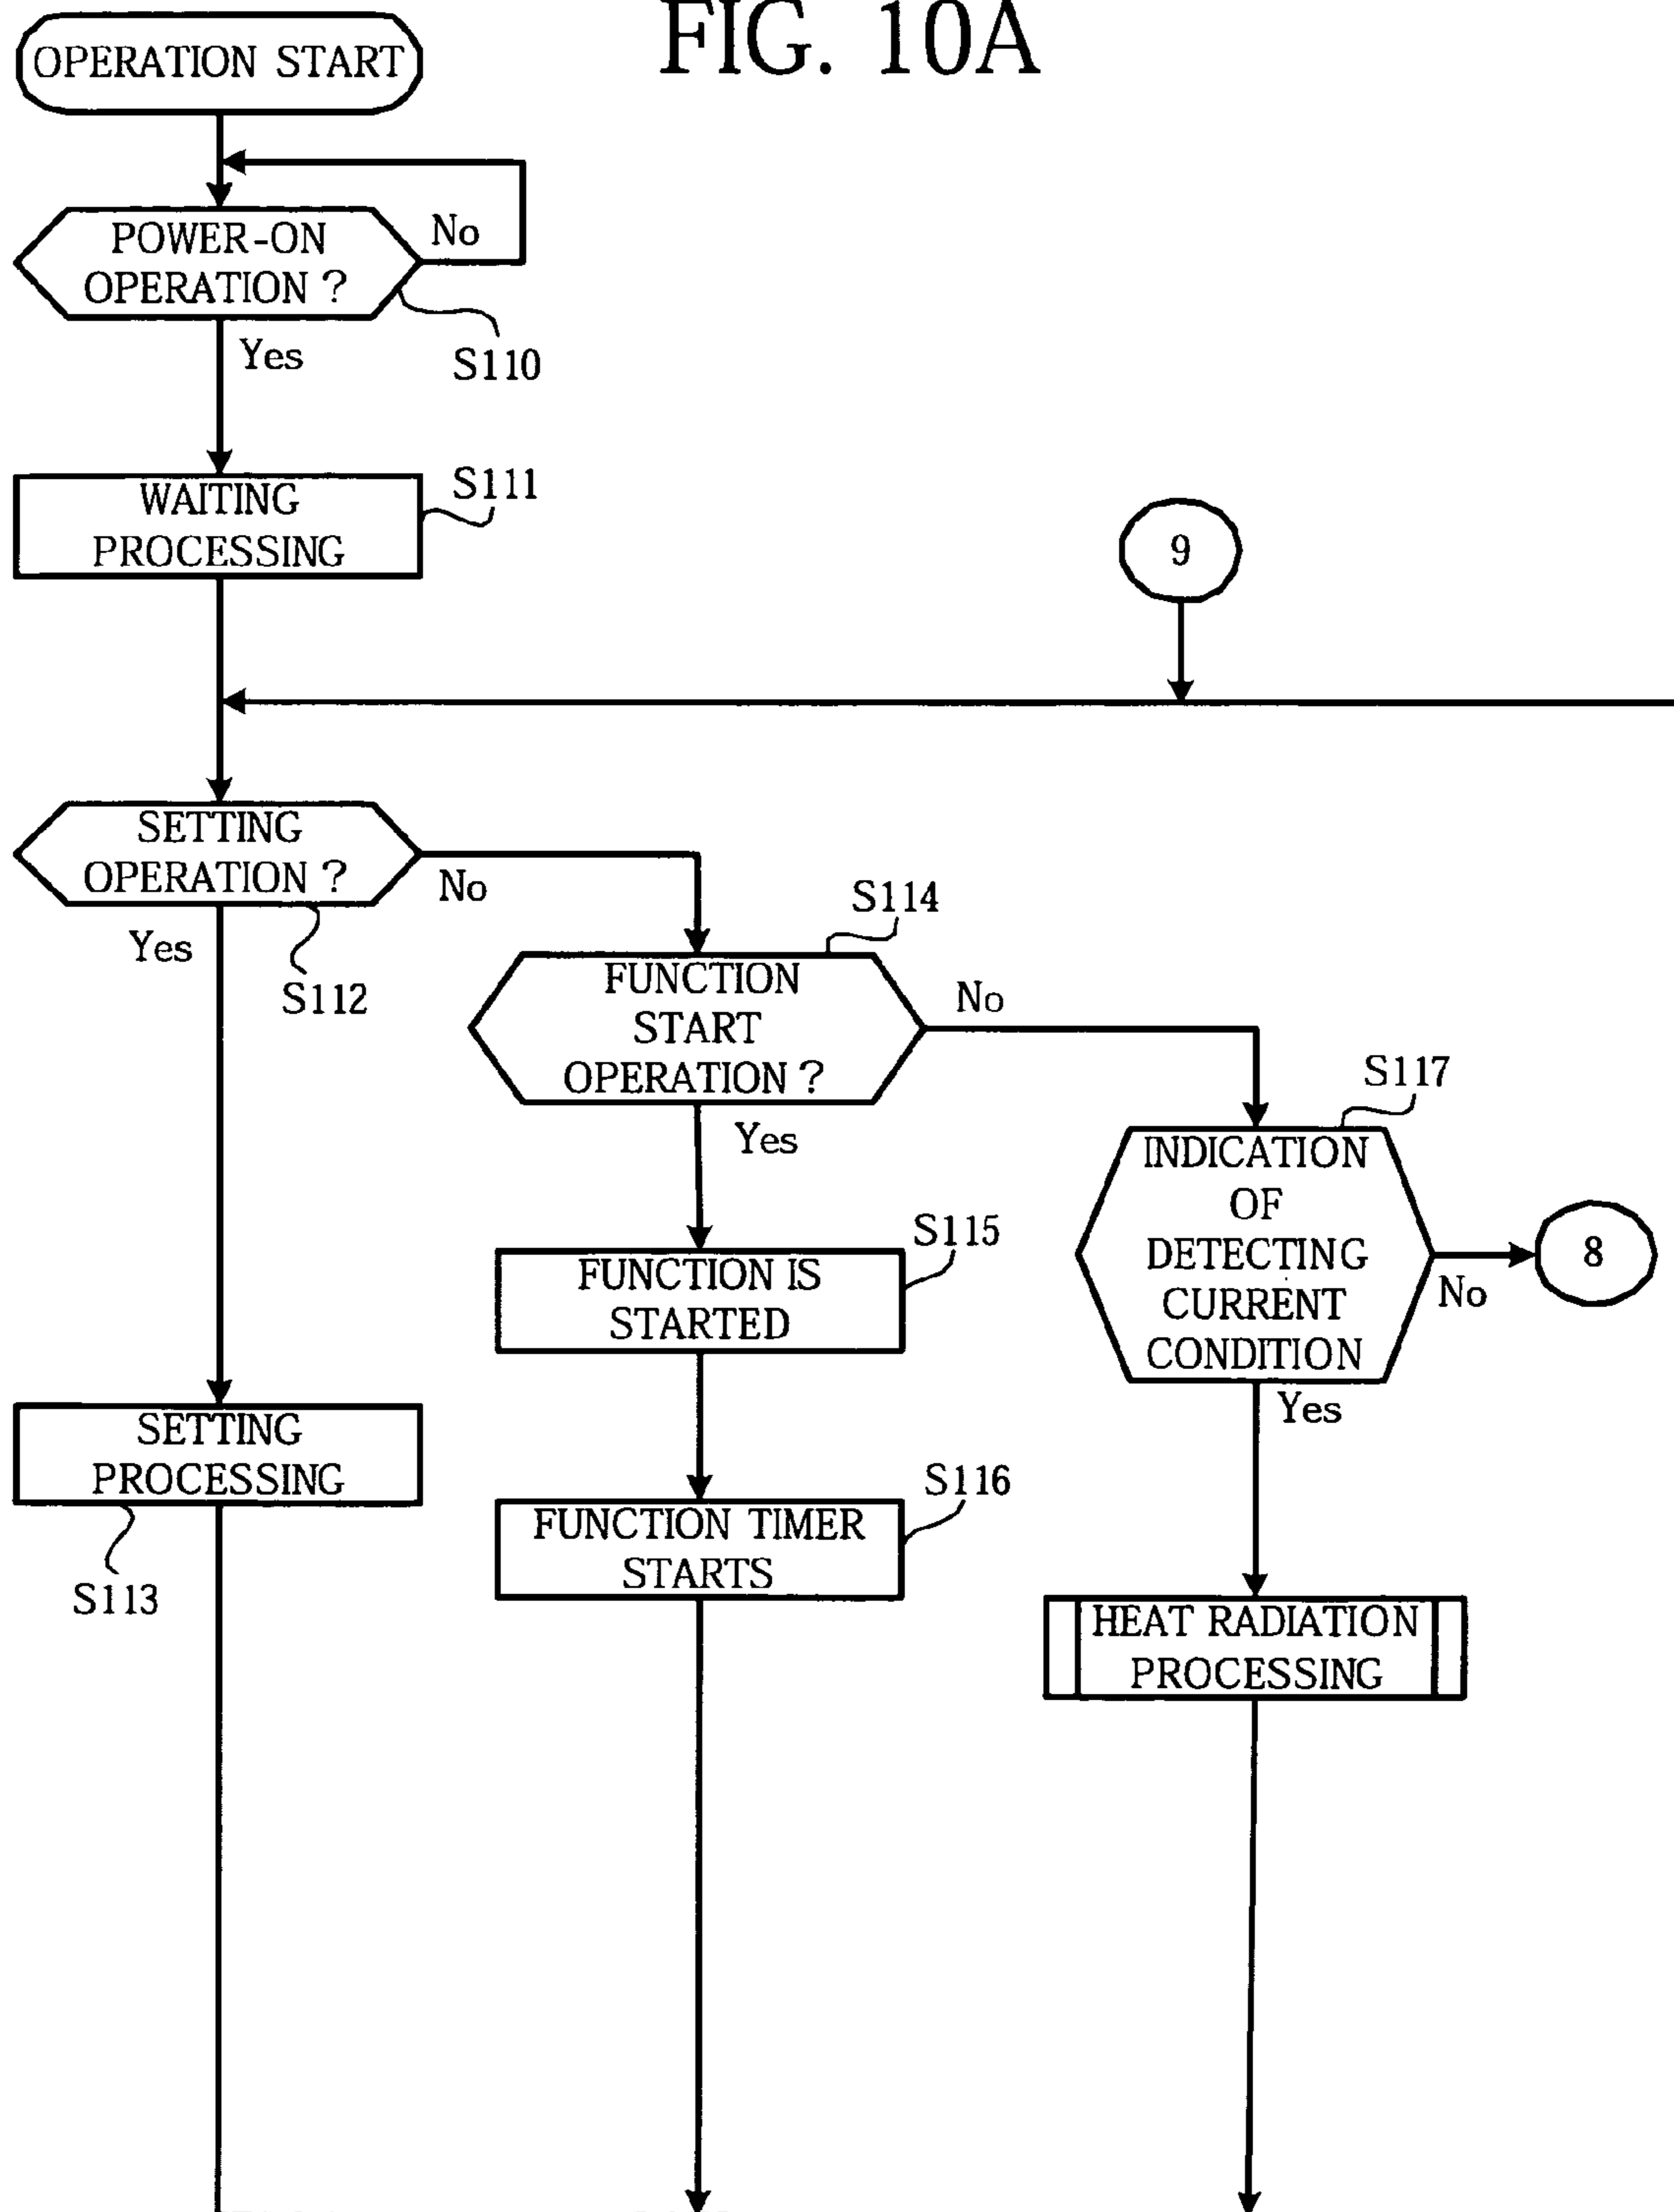 FIG. 10A
OPERATION START
POWER-ON
OPERATION ?
No
Yes
S110
WAITING
PROCESSING
S111
9
SETTING
OPERATION ?
No
Yes
S112
S114
FUNCTION
START
OPERATION ?
No
Yes
S117
INDICATION
OF
DETECTING
CURRENT
CONDITION
No
8
Yes
S115
FUNCTION IS
STARTED
SETTING
PROCESSING
S113
S116
FUNCTION TIMER
STARTS
HEAT RADIATION
PROCESSING